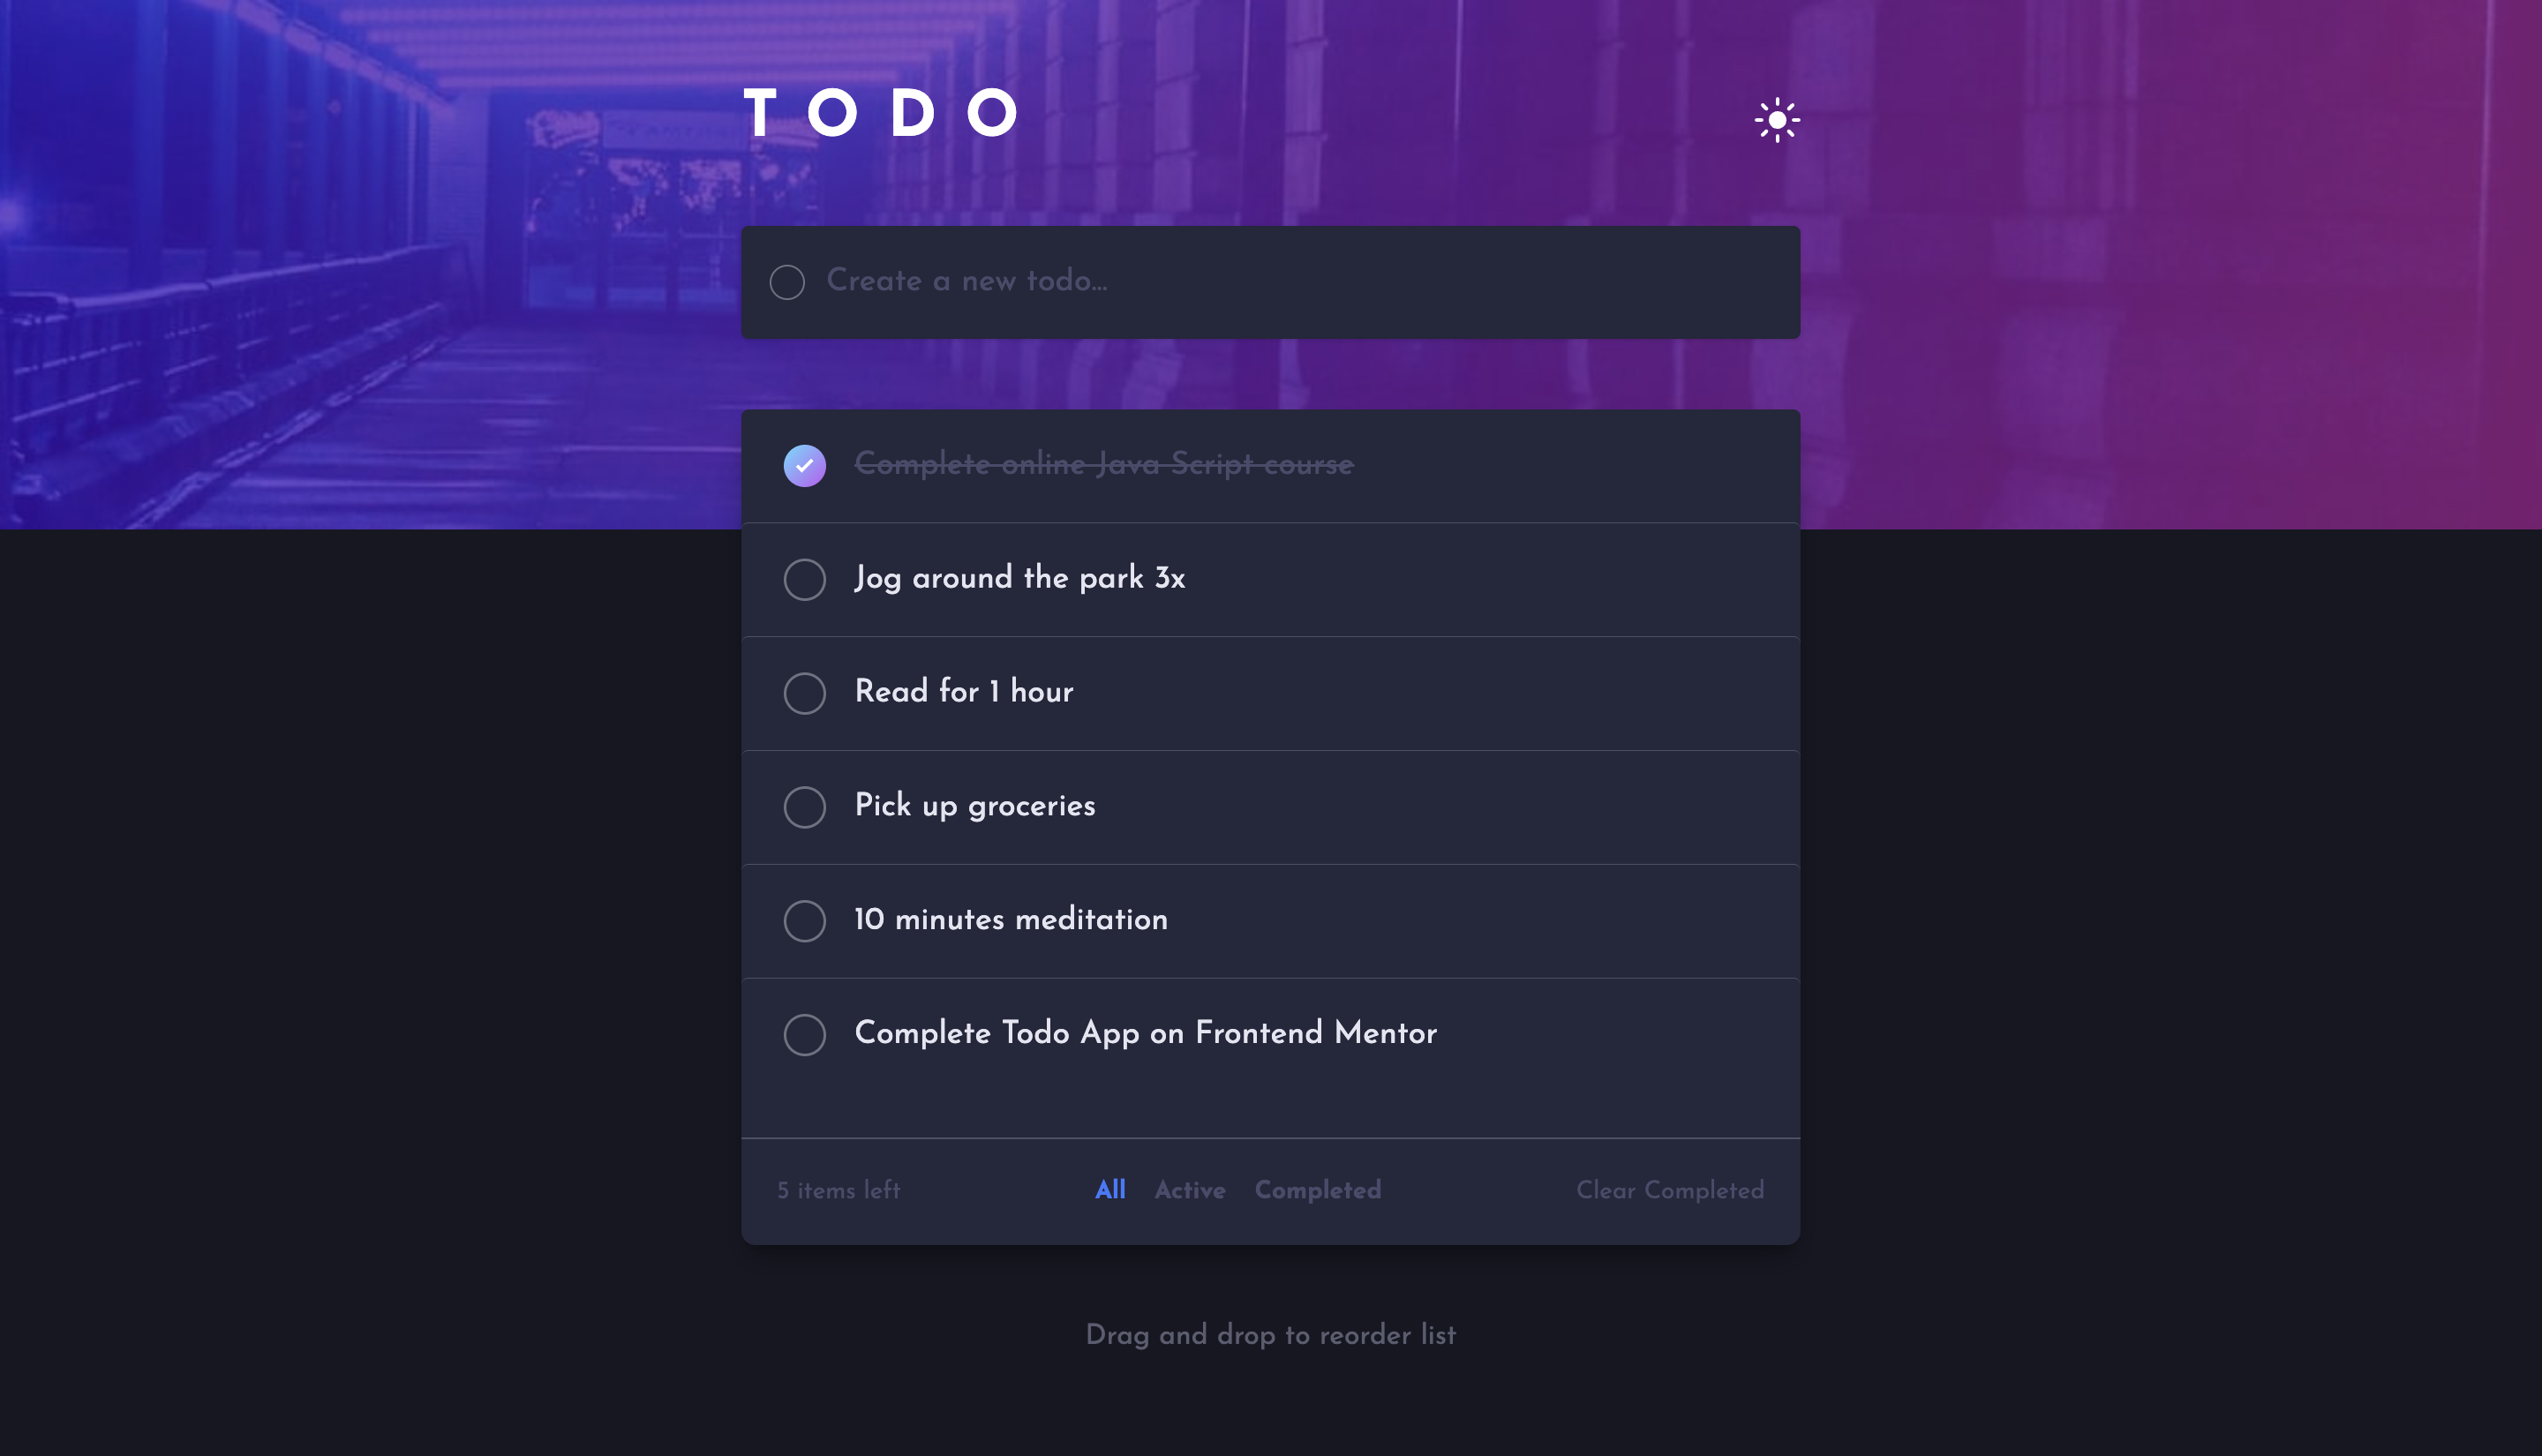 TODO
Create a new todo...
Complete online Java Script course
Jog around the park 3x
Read for 1 hour
Pick up groceries
10 minutes meditation
Complete Todo App on Frontend Mentor
5 items left All Active Completed Clear Completed
Drag and drop to reorder list